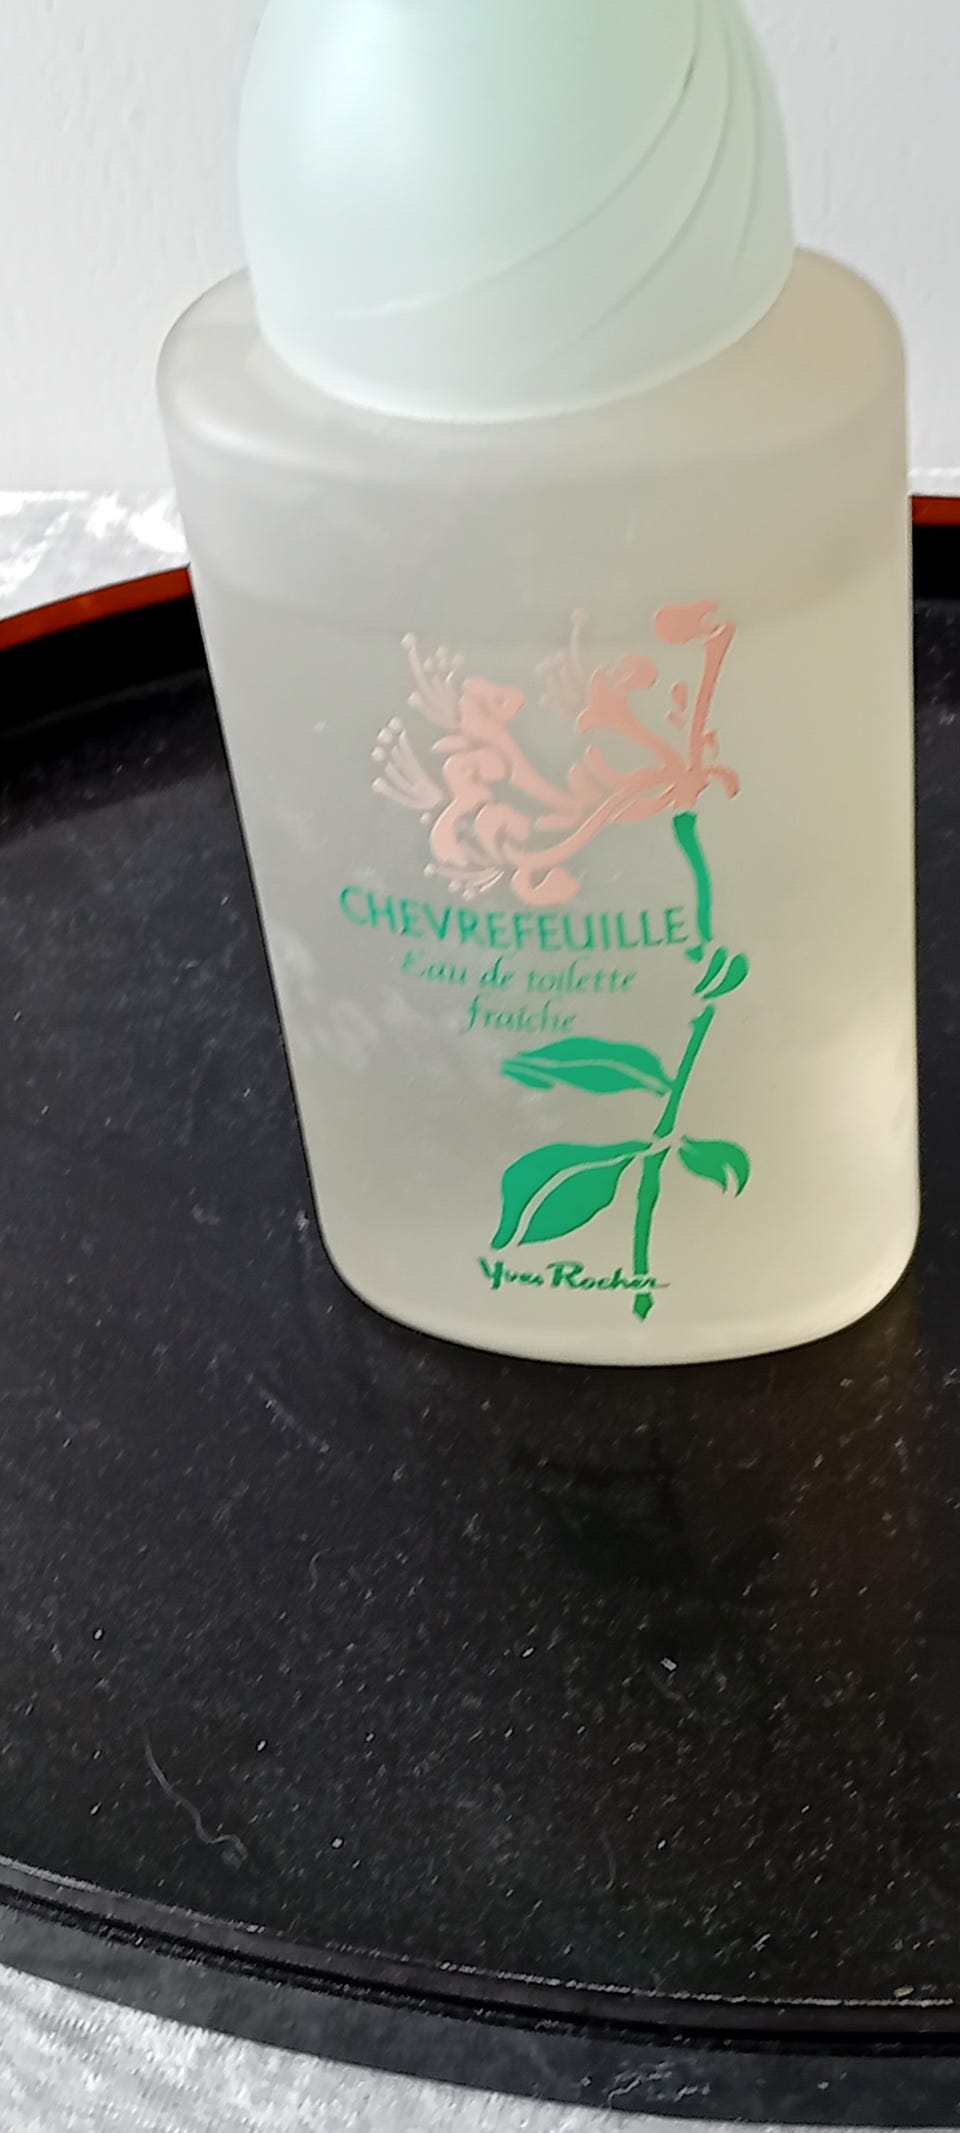 CHEVREFEUILLE
Eau de toilette
fraîche
Yves Rocher